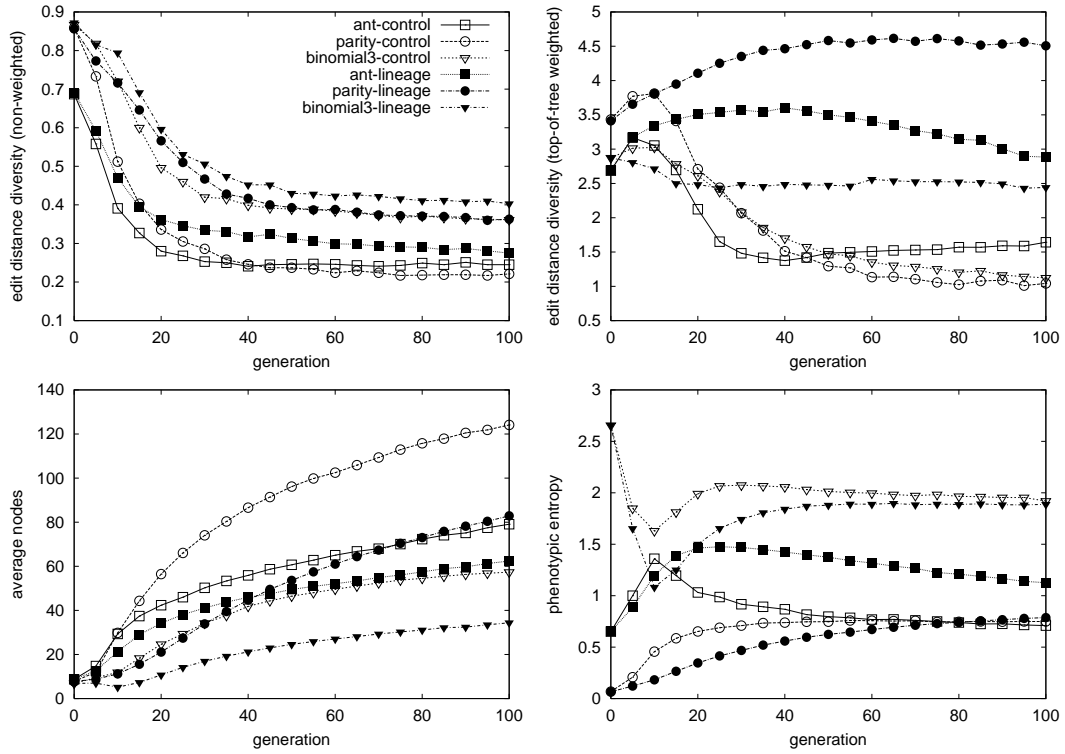 edit distance diversity (non-weighted)
0.9
0.8
0.7
0.6
0.5
0.4
0.3
0.2
0.1
0 20 40 60 80 100
generation
ant-control
parity-control
binomial3-control
ant-lineage
parity-lineage
binomial3-lineage
edit distance diversity (top-of-tree weighted)
5
4.5
4
3.5
3
2.5
2
1.5
1
0.5
0 20 40 60 80 100
generation
average nodes
140
120
100
80
60
40
20
0
0 20 40 60 80 100
generation
phenotypic entropy
3
2.5
2
1.5
1
0.5
0
0 20 40 60 80 100
generation